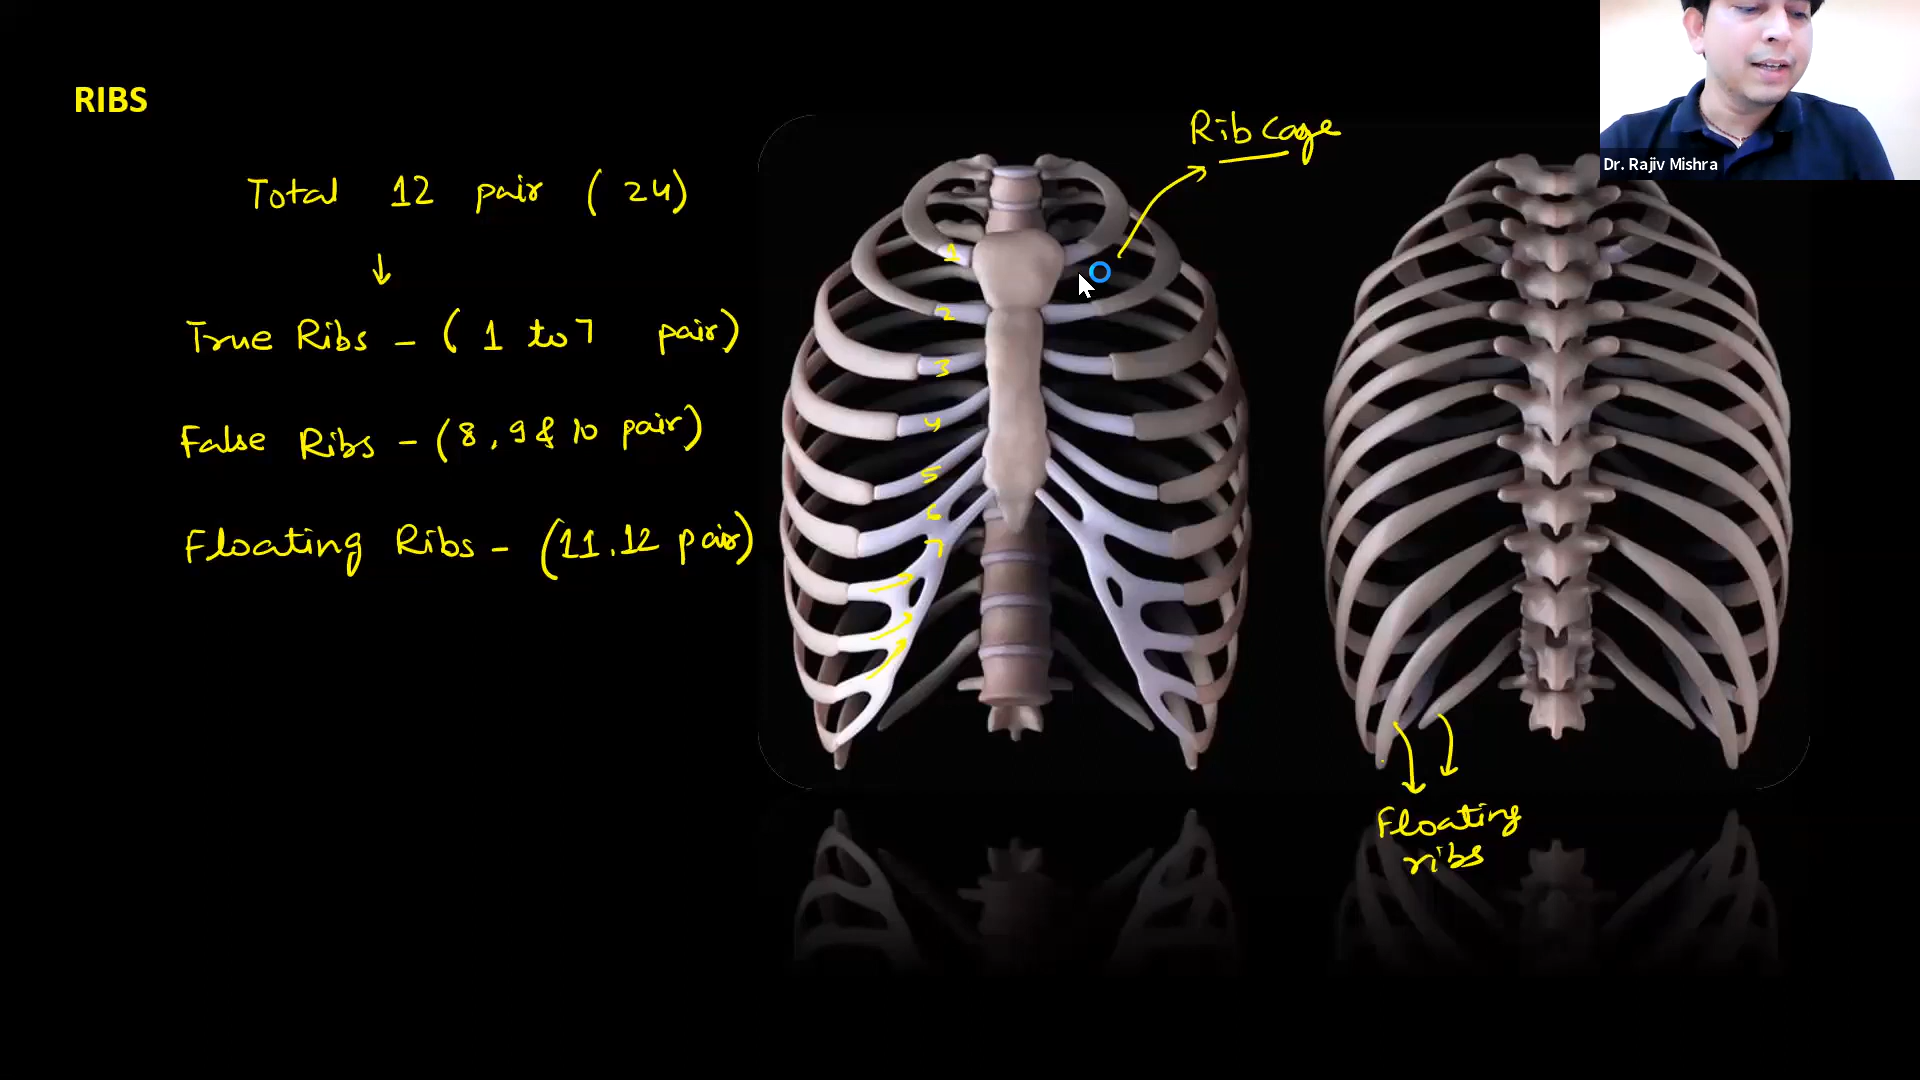 RIBS
Total 12 pair (24)
↓
True Ribs - (1 to 7 pair)
False Ribs - (8, 9 & 10 pair)
Floating Ribs - (11, 12 pair)
Rib cage
Dr. Rajiv Mishra
1
2
3
4
5
6
7
Floating
ribs